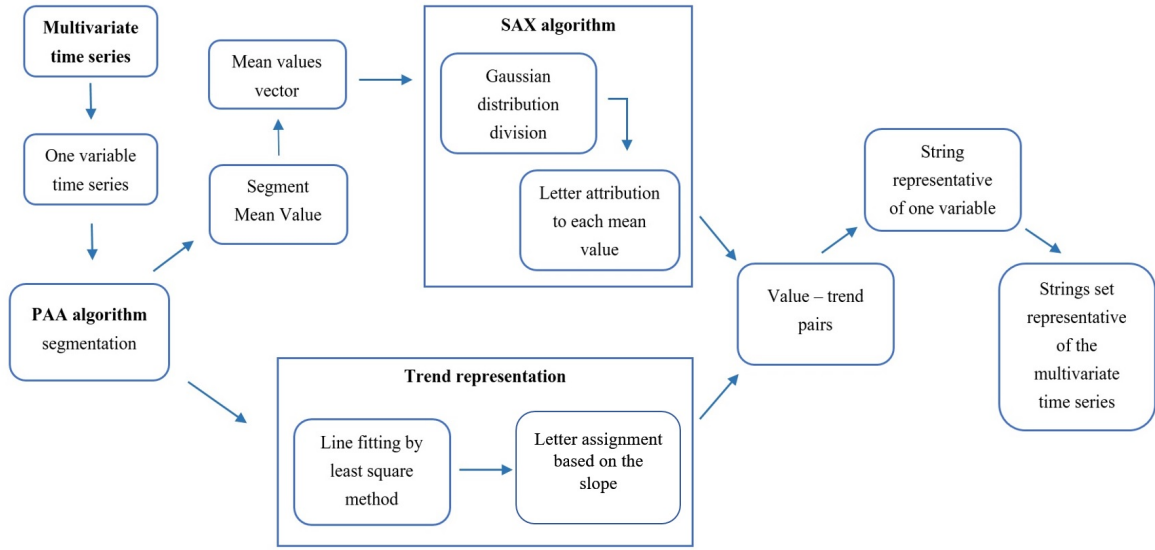 Multivariate
time series
One variable
time series
PAA algorithm
segmentation
Mean values
vector
Segment
Mean Value
SAX algorithm
Gaussian
distribution
division
Letter attribution
to each mean
value
Trend representation
Line fitting by
least square
method
Letter assignment
based on the
slope
Value – trend
pairs
String
representative
of one variable
Strings set
representative
of the
multivariate
time series